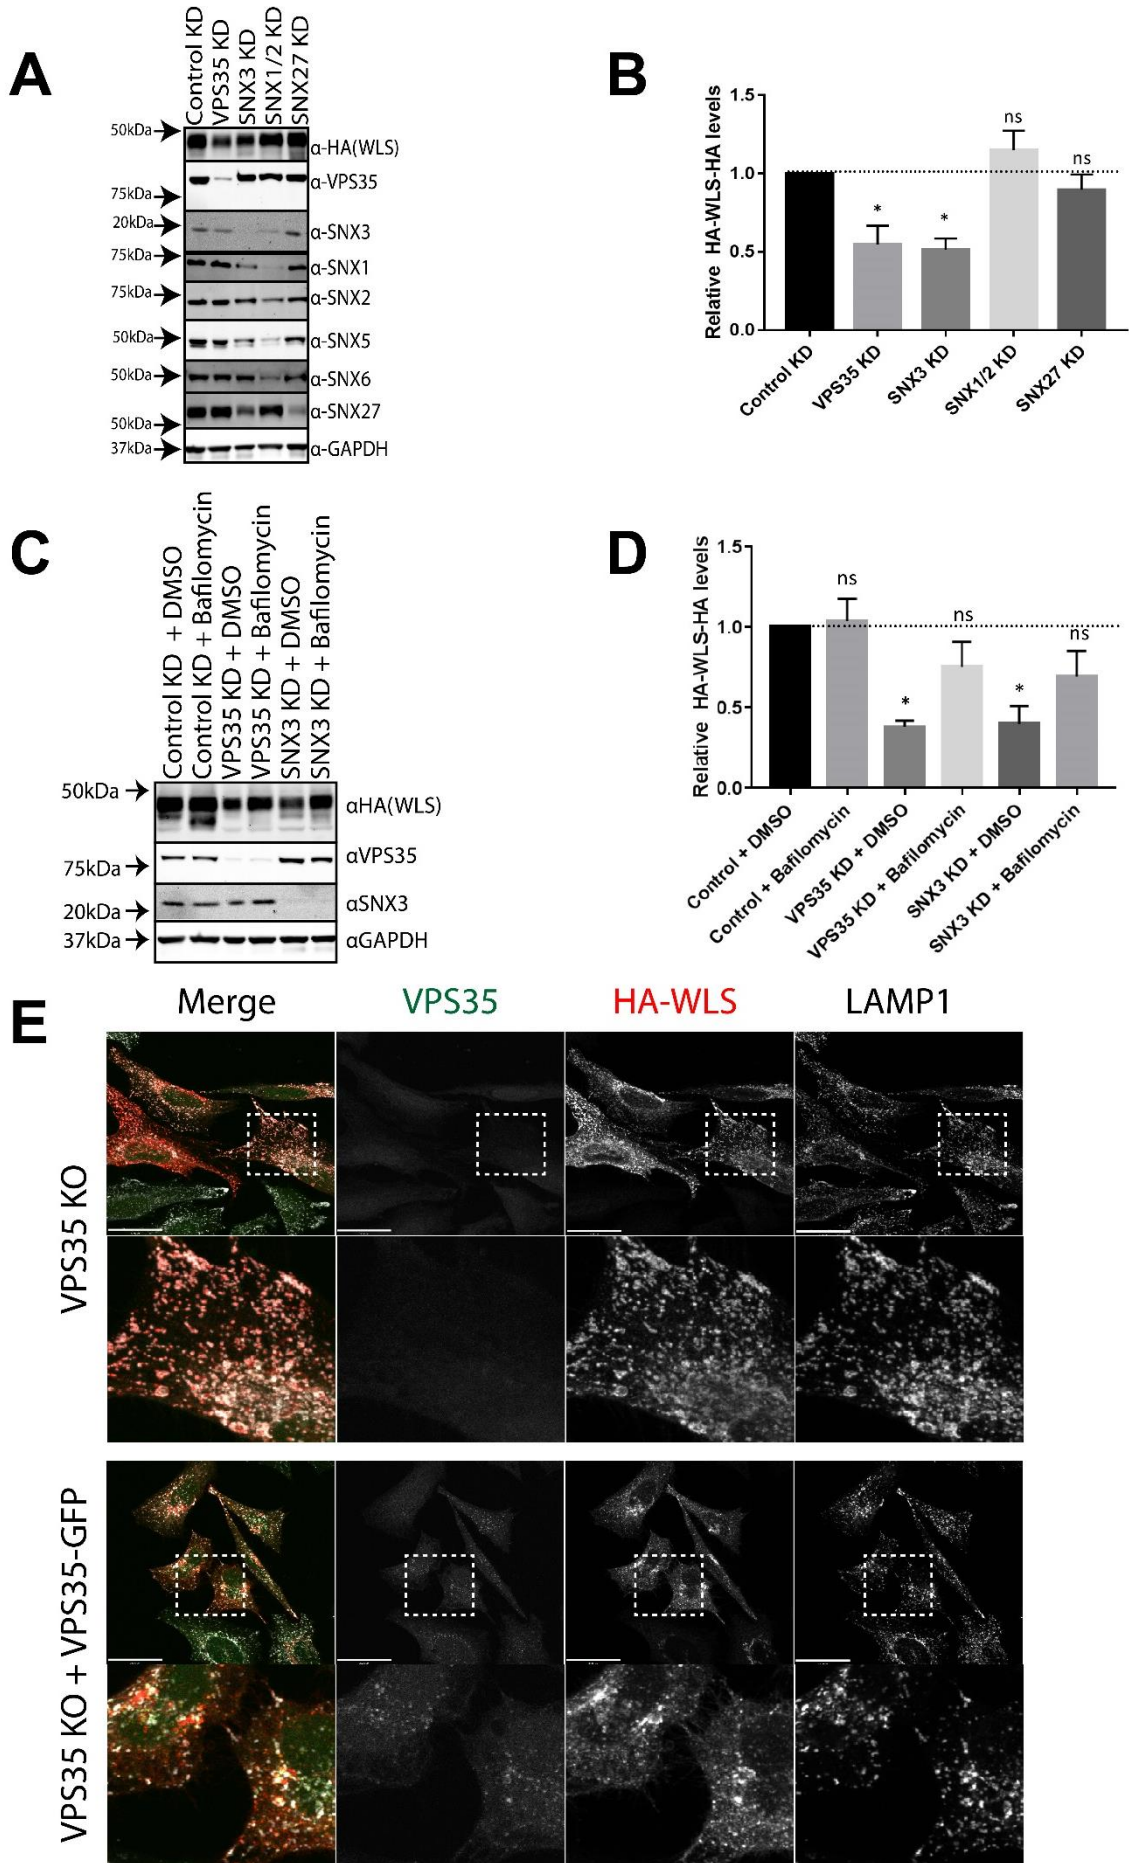 A
Control KD
VPS35 KD
SNX3 KD
SNX1/2 KD
SNX27 KD
50kDa
α-HA(WLS)
α-VPS35
75kDa
20kDa
α-SNX3
75kDa
α-SNX1
75kDa
α-SNX2
50kDa
α-SNX5
50kDa
α-SNX6
α-SNX27
50kDa
37kDa
α-GAPDH
B
Relative HA-WLS-HA levels
1.5
1.0
0.5
0.0
*
*
ns
ns
Control KD
VPS35 KD
SNX3 KD
SNX1/2 KD
SNX27 KD
C
Control KD + DMSO
Control KD + Bafilomycin
VPS35 KD + DMSO
VPS35 KD + Bafilomycin
SNX3 KD + DMSO
SNX3 KD + Bafilomycin
50kDa
αHA(WLS)
αVPS35
75kDa
αSNX3
20kDa
37kDa
αGAPDH
D
Relative HA-WLS-HA levels
1.5
1.0
0.5
0.0
ns
*
ns
*
ns
Control + DMSO
Control + Bafilomycin
VPS35 KD + DMSO
VPS35 KD + Bafilomycin
SNX3 KD + DMSO
SNX3 KD + Bafilomycin
E
Merge
VPS35
HA-WLS
LAMP1
VPS35 KO
VPS35 KO + VPS35-GFP